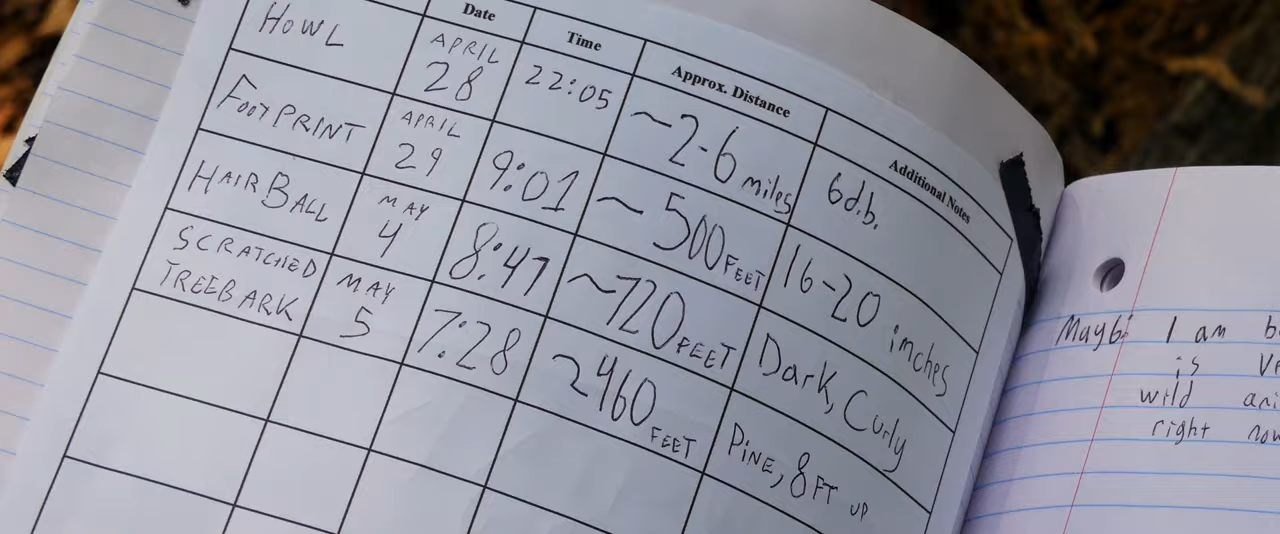 Date Time Approx. Distance Additional Notes
HOWL APRIL 28 22:05 ~2-6 miles 6d.b.
FOOTPRINT APRIL 29 9:01 ~500 FEET 16-20 inches
HAIR BALL MAY 4 8:47 ~720 FEET Dark, Curly
SCRATCHED TREEBARK MAY 5 7:28 ~460 FEET PINE, 8 FT UP
I am
is
wild
right